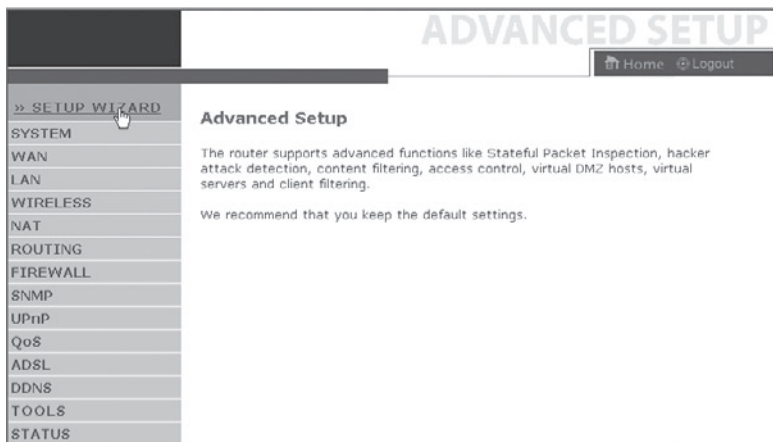 ADVANCED SETUP
Home Logout
» SETUP WIZARD
SYSTEM
WAN
LAN
WIRELESS
NAT
ROUTING
FIREWALL
SNMP
UPnP
QoS
ADSL
DDNS
TOOLS
STATUS
Advanced Setup
The router supports advanced functions like Stateful Packet Inspection, hacker
attack detection, content filtering, access control, virtual DMZ hosts, virtual
servers and client filtering.
We recommend that you keep the default settings.